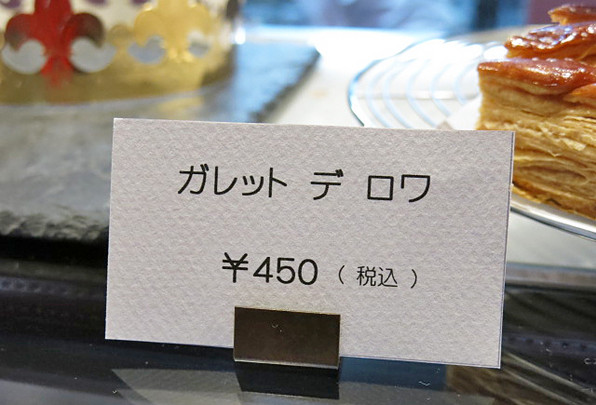 ガレット デ ロワ
¥450 ( 税込 )